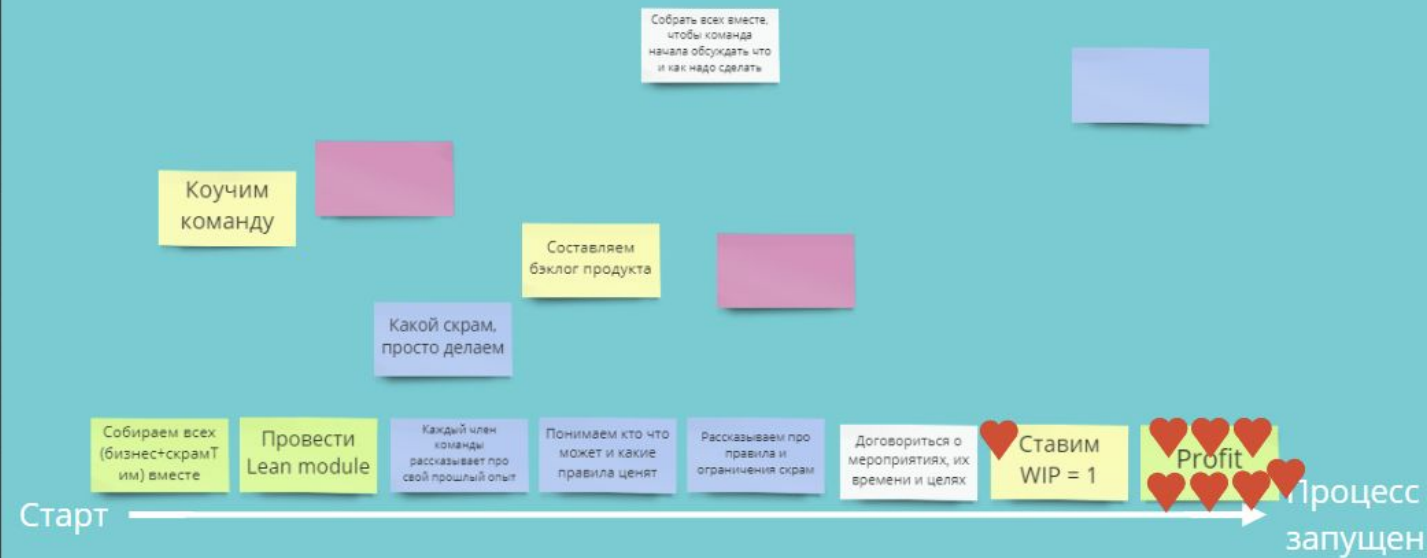 Собрать всех вместе,
чтобы команда
начала обсуждать что
и как надо сделать
Коучим
команду
Составляем
бэклог продукта
Какой скрам,
просто делаем
Собираем всех
(бизнес+скрамТ
им) вместе
Провести
Lean module
Каждый член
команды
рассказывает про
свой прошлый опыт
Понимаем кто что
может и какие
правила ценят
Рассказываем про
правила и
ограничения скрам
Договориться о
мероприятиях, их
времени и целях
Ставим
WIP = 1
Profit
Старт
Процесс
запущен